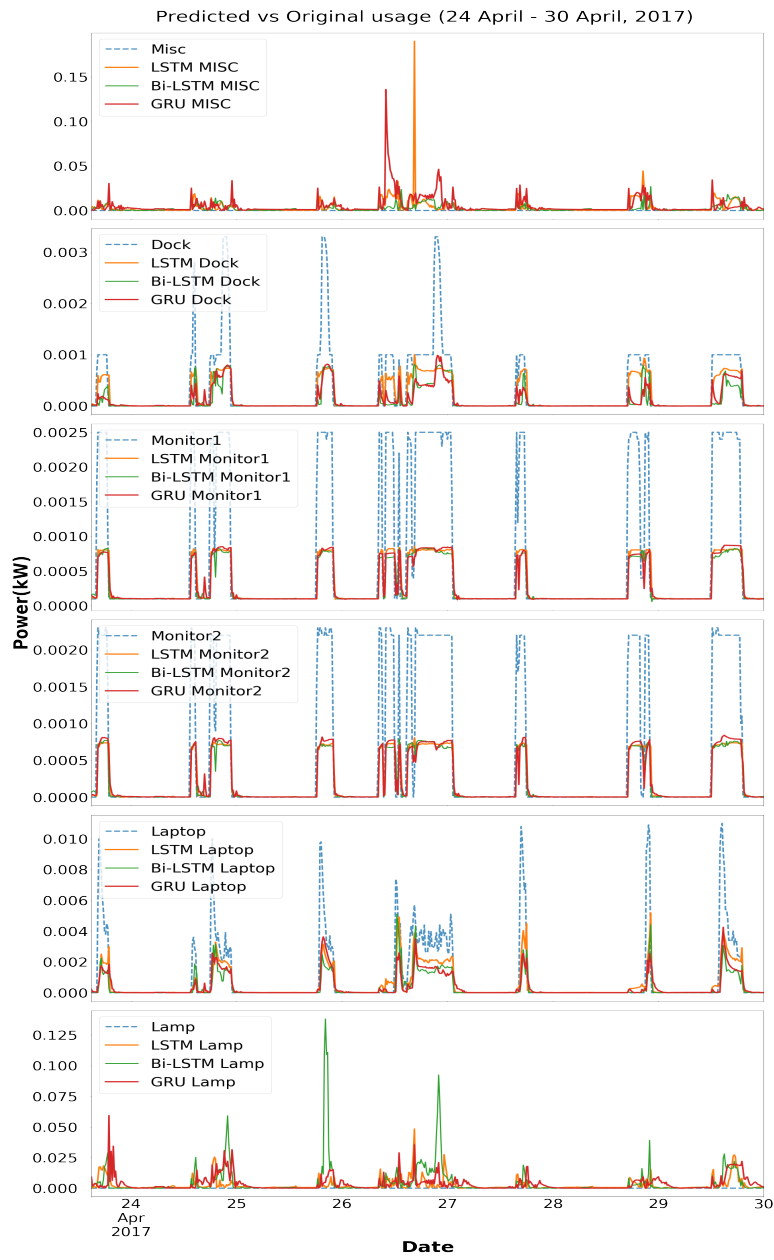 Predicted vs Original usage (24 April - 30 April, 2017)
Misc
LSTM MISC
Bi-LSTM MISC
GRU MISC
0.15
0.10
0.05
0.00
Dock
LSTM Dock
Bi-LSTM Dock
GRU Dock
0.003
0.002
0.001
0.000
Monitor1
LSTM Monitor1
Bi-LSTM Monitor1
GRU Monitor1
0.0025
0.0020
0.0015
0.0010
0.0005
0.0000
Power(kW)
Monitor2
LSTM Monitor2
Bi-LSTM Monitor2
GRU Monitor2
0.0020
0.0015
0.0010
0.0005
0.0000
Laptop
LSTM Laptop
Bi-LSTM Laptop
GRU Laptop
0.010
0.008
0.006
0.004
0.002
0.000
Lamp
LSTM Lamp
Bi-LSTM Lamp
GRU Lamp
0.125
0.100
0.075
0.050
0.025
0.000
24 25 26 27 28 29 30
Apr
2017
Date